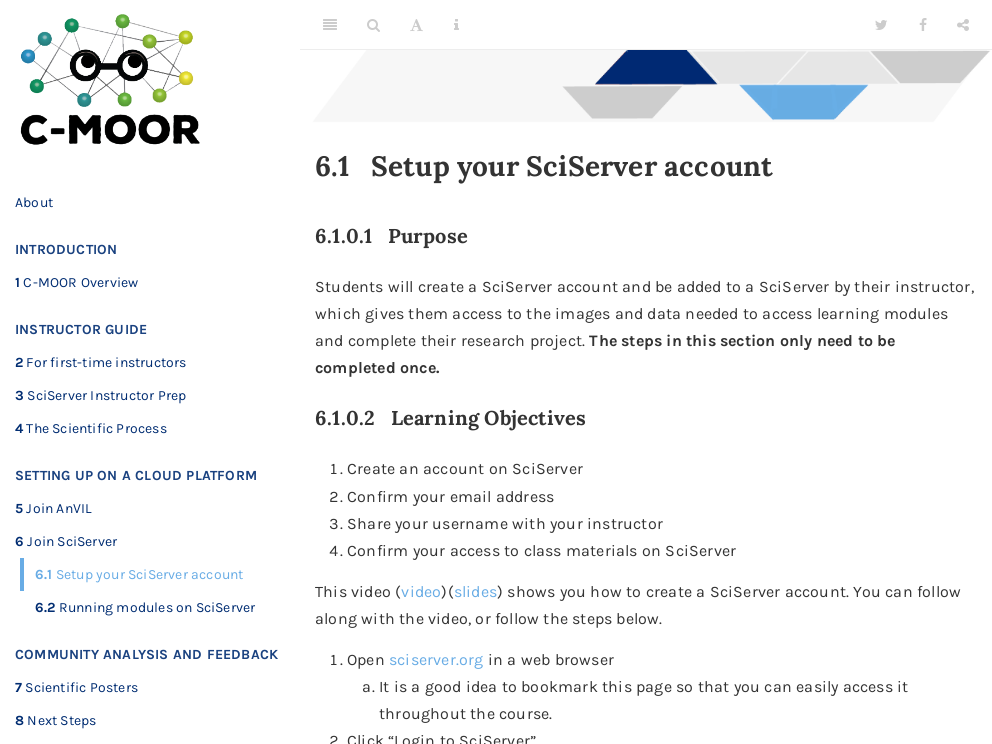 C-MOOR
About
INTRODUCTION
1 C-MOOR Overview
INSTRUCTOR GUIDE
2 For first-time instructors
3 SciServer Instructor Prep
4 The Scientific Process
SETTING UP ON A CLOUD PLATFORM
5 Join AnVIL
6 Join SciServer
6.1 Setup your SciServer account
6.2 Running modules on SciServer
COMMUNITY ANALYSIS AND FEEDBACK
7 Scientific Posters
8 Next Steps
A
6.1 Setup your SciServer account
6.1.0.1 Purpose
Students will create a SciServer account and be added to a SciServer by their instructor,
which gives them access to the images and data needed to access learning modules
and complete their research project. The steps in this section only need to be
completed once.
6.1.0.2 Learning Objectives
1. Create an account on SciServer
2. Confirm your email address
3. Share your username with your instructor
4. Confirm your access to class materials on SciServer
This video (video)(slides) shows you how to create a SciServer account. You can follow
along with the video, or follow the steps below.
1. Open sciserver.org in a web browser
a. It is a good idea to bookmark this page so that you can easily access it
throughout the course.
2. Click “Login to SciServer”